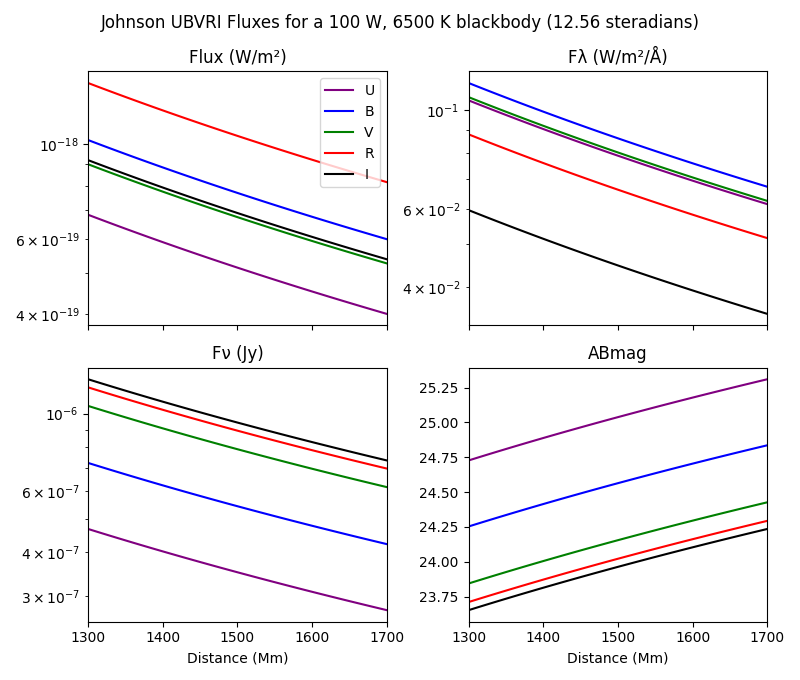 Johnson UBVRI Fluxes for a 100 W, 6500 K blackbody (12.56 steradians)
Flux (W/m²)
Fλ (W/m²/Å)
U
B
V
R
I
10⁻¹⁸
6 × 10⁻¹⁹
4 × 10⁻¹⁹
10⁻¹
6 × 10⁻²
4 × 10⁻²
Fν (Jy)
ABmag
10⁻⁶
6 × 10⁻⁷
4 × 10⁻⁷
3 × 10⁻⁷
1300 1400 1500 1600 1700
Distance (Mm)
25.25
25.00
24.75
24.50
24.25
24.00
23.75
1300 1400 1500 1600 1700
Distance (Mm)